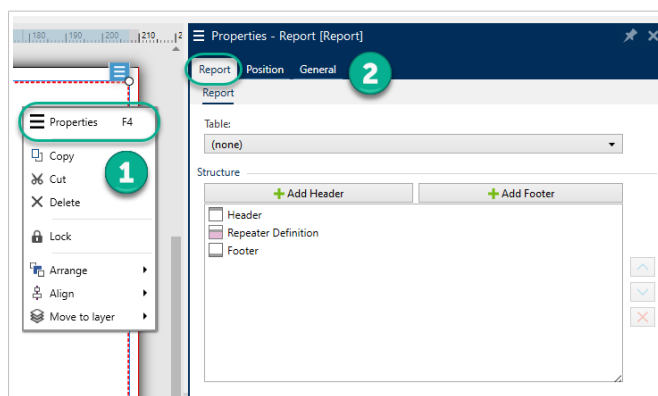 180 190 200 210 2
Properties - Report [Report]
Report Position General
2
Report
Properties F4
Table:
(none)
Copy
Cut
1
Delete
Structure
Add Header Add Footer
Header
Lock
Repeater Definition
Footer
Arrange
Align
Move to layer